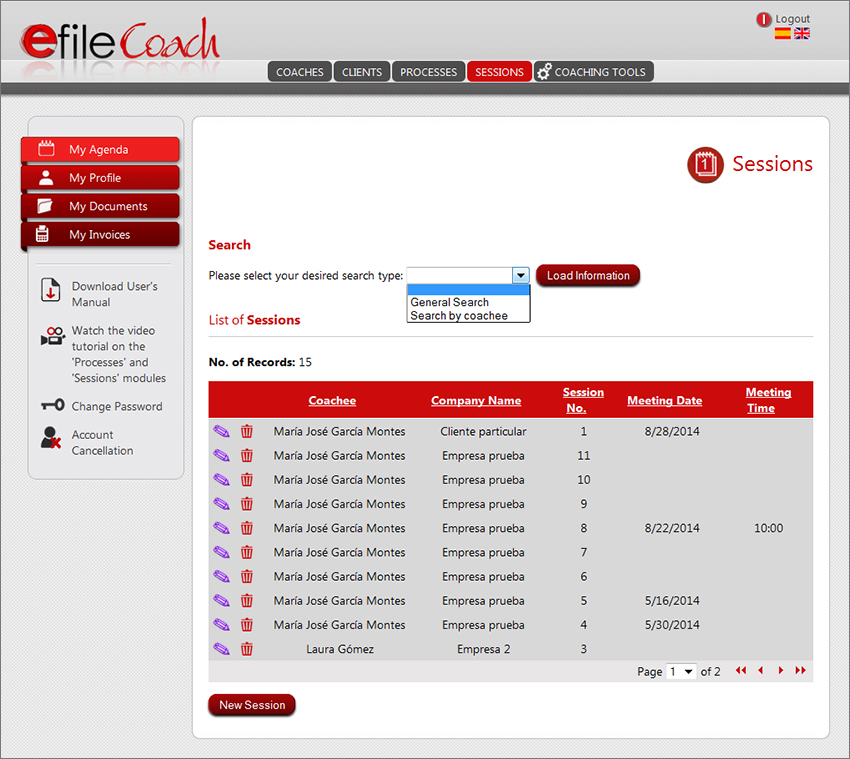 efile Coach
Logout
COACHES CLIENTS PROCESSES SESSIONS COACHING TOOLS
My Agenda
My Profile
My Documents
My Invoices
Download User's
Manual
Watch the video
tutorial on the
'Processes' and
'Sessions' modules
Change Password
Account
Cancellation
1 Sessions
Search
Please select your desired search type: Load Information
General Search
Search by coachee
List of Sessions
No. of Records: 15
Coachee Company Name Session No. Meeting Date Meeting Time
María José García Montes Cliente particular 1 8/28/2014
María José García Montes Empresa prueba 11
María José García Montes Empresa prueba 10
María José García Montes Empresa prueba 9
María José García Montes Empresa prueba 8 8/22/2014 10:00
María José García Montes Empresa prueba 7
María José García Montes Empresa prueba 6
María José García Montes Empresa prueba 5 5/16/2014
María José García Montes Empresa prueba 4 5/30/2014
Laura Gómez Empresa 2 3
Page 1 of 2
New Session